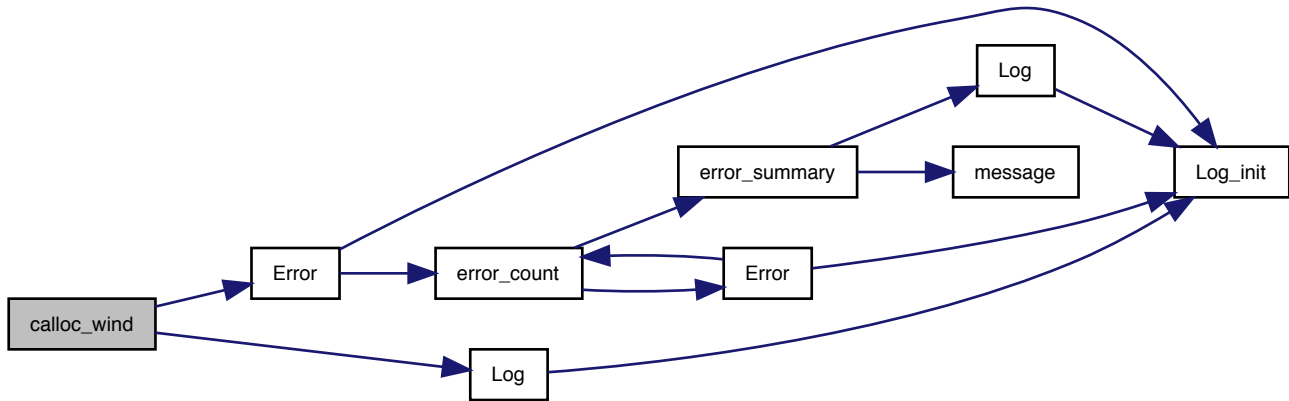 Log
error_summary
message
Log_init
Error
error_count
Error
calloc_wind
Log